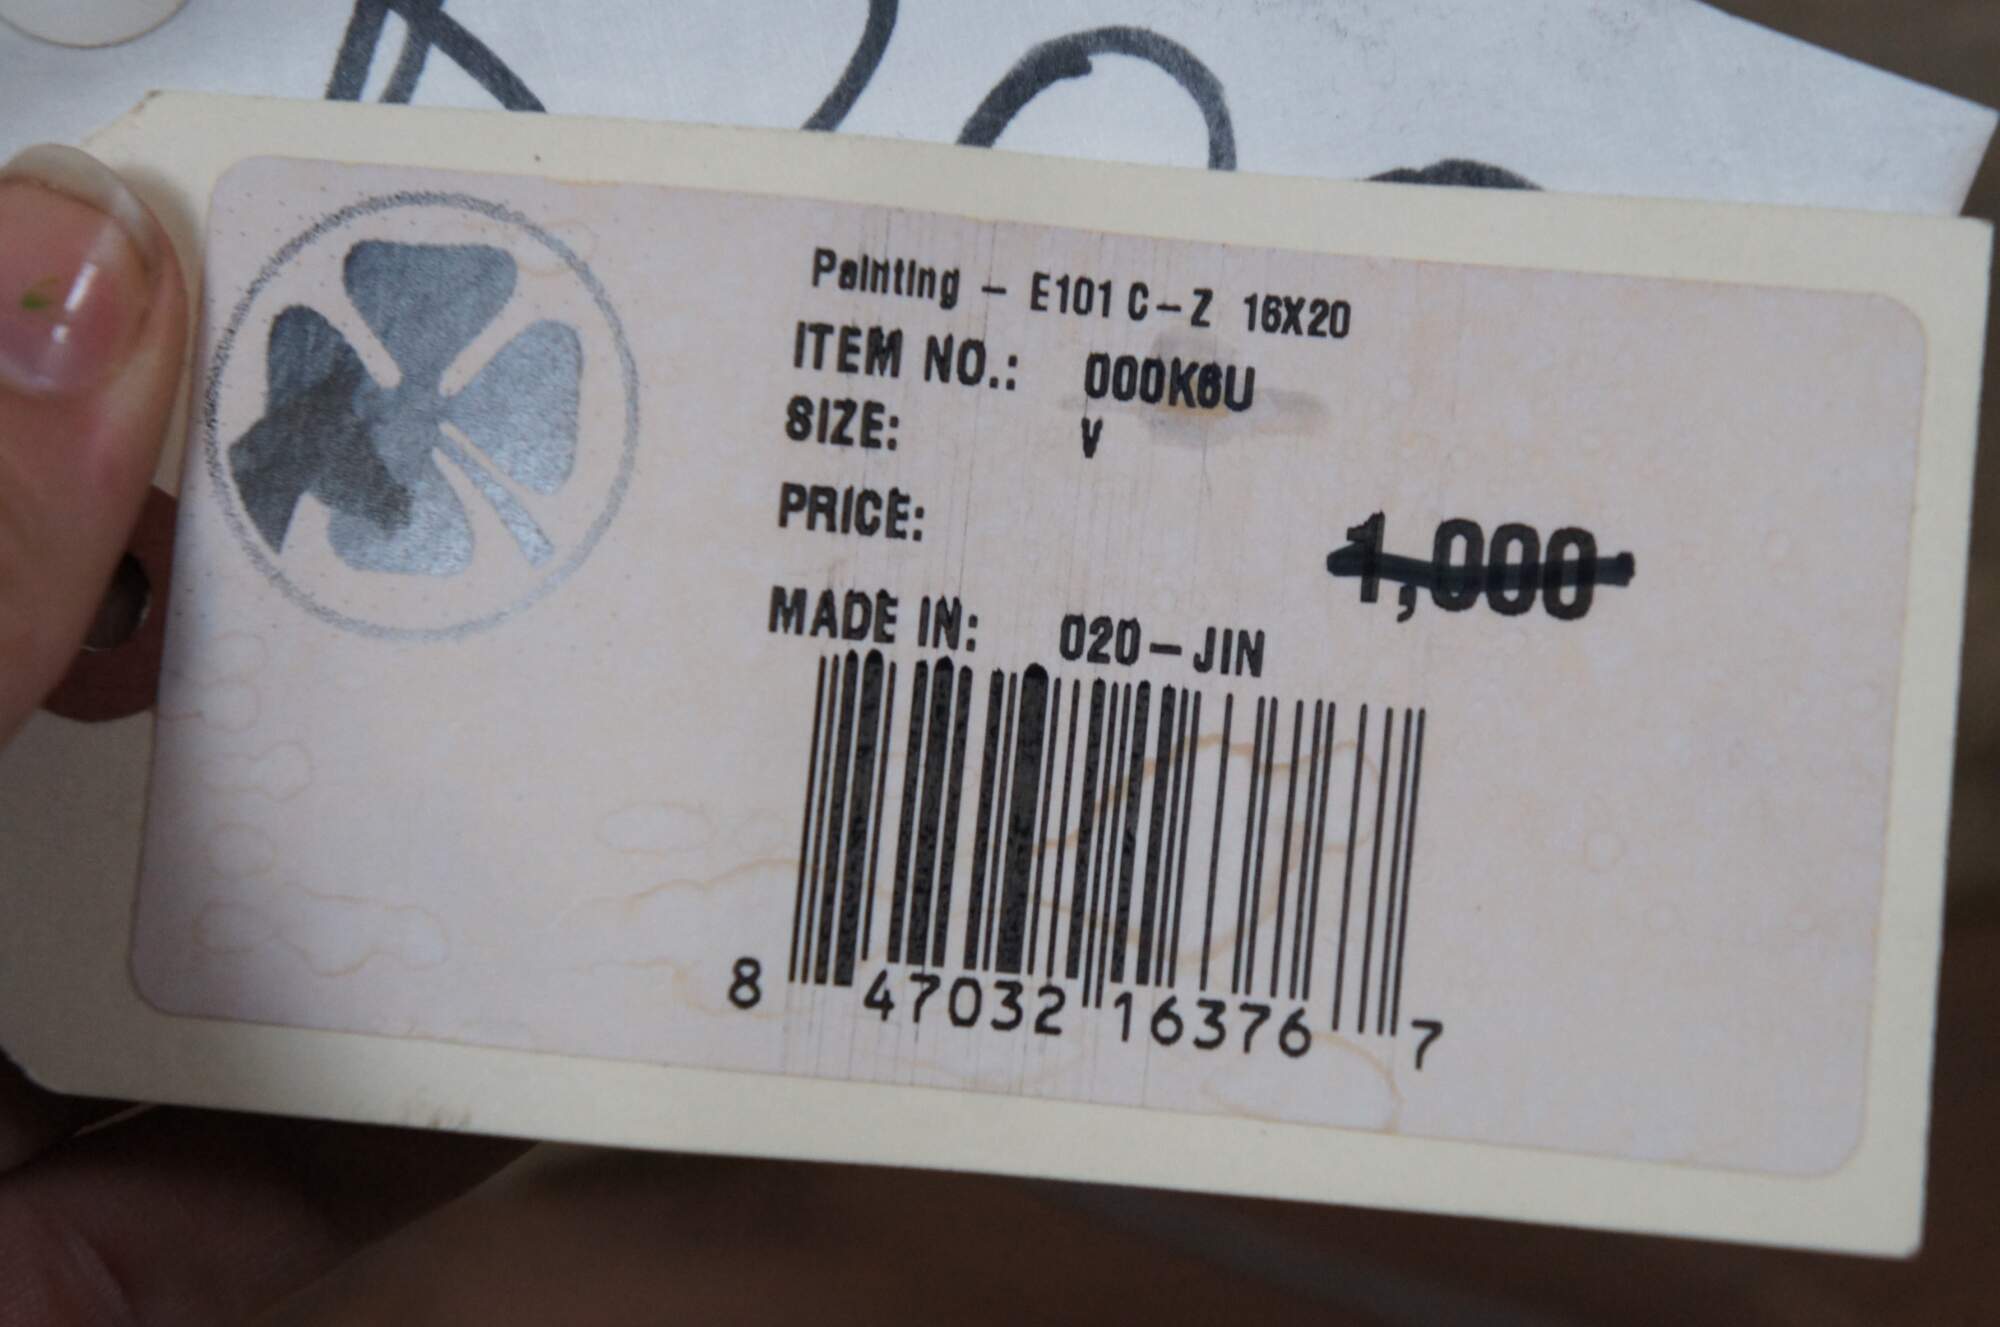 Painting - E101 C-Z 16X20
ITEM NO.: 000K6U
SIZE: V
PRICE: 1,000
MADE IN: 020-JIN
8 47032 16376 7